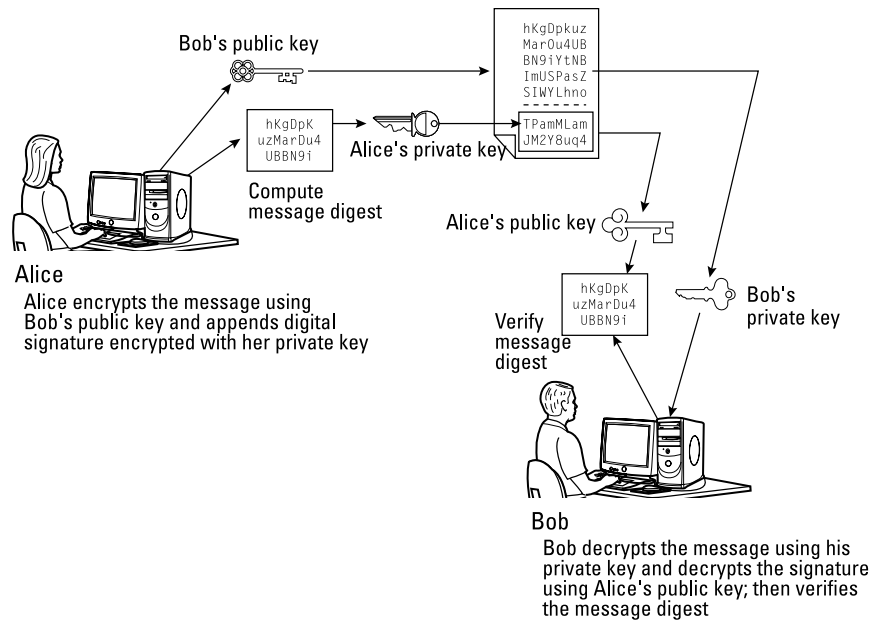 Bob's public key
hKgDpkuz
MarOu4UB
BN9iYtNB
ImUSPasZ
SIWYLhno
TPamMLam
JM2Y8uq4
hKgDpK
uzMarDu4
UBBN9i
Alice's private key
Compute
message digest
Alice's public key
Alice
Alice encrypts the message using
Bob's public key and appends digital
signature encrypted with her private key
hKgDpK
uzMarDu4
UBBN9i
Verify
message
digest
Bob's
private key
Bob
Bob decrypts the message using his
private key and decrypts the signature
using Alice's public key; then verifies
the message digest